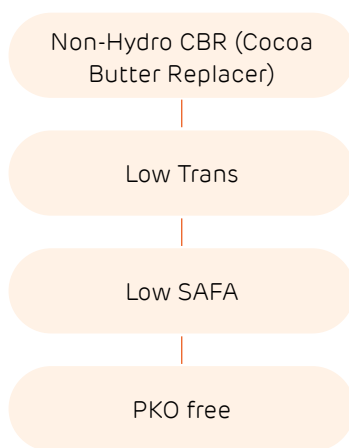 Non-Hydro CBR (Cocoa
Butter Replacer)
Low Trans
Low SAFA
PKO free